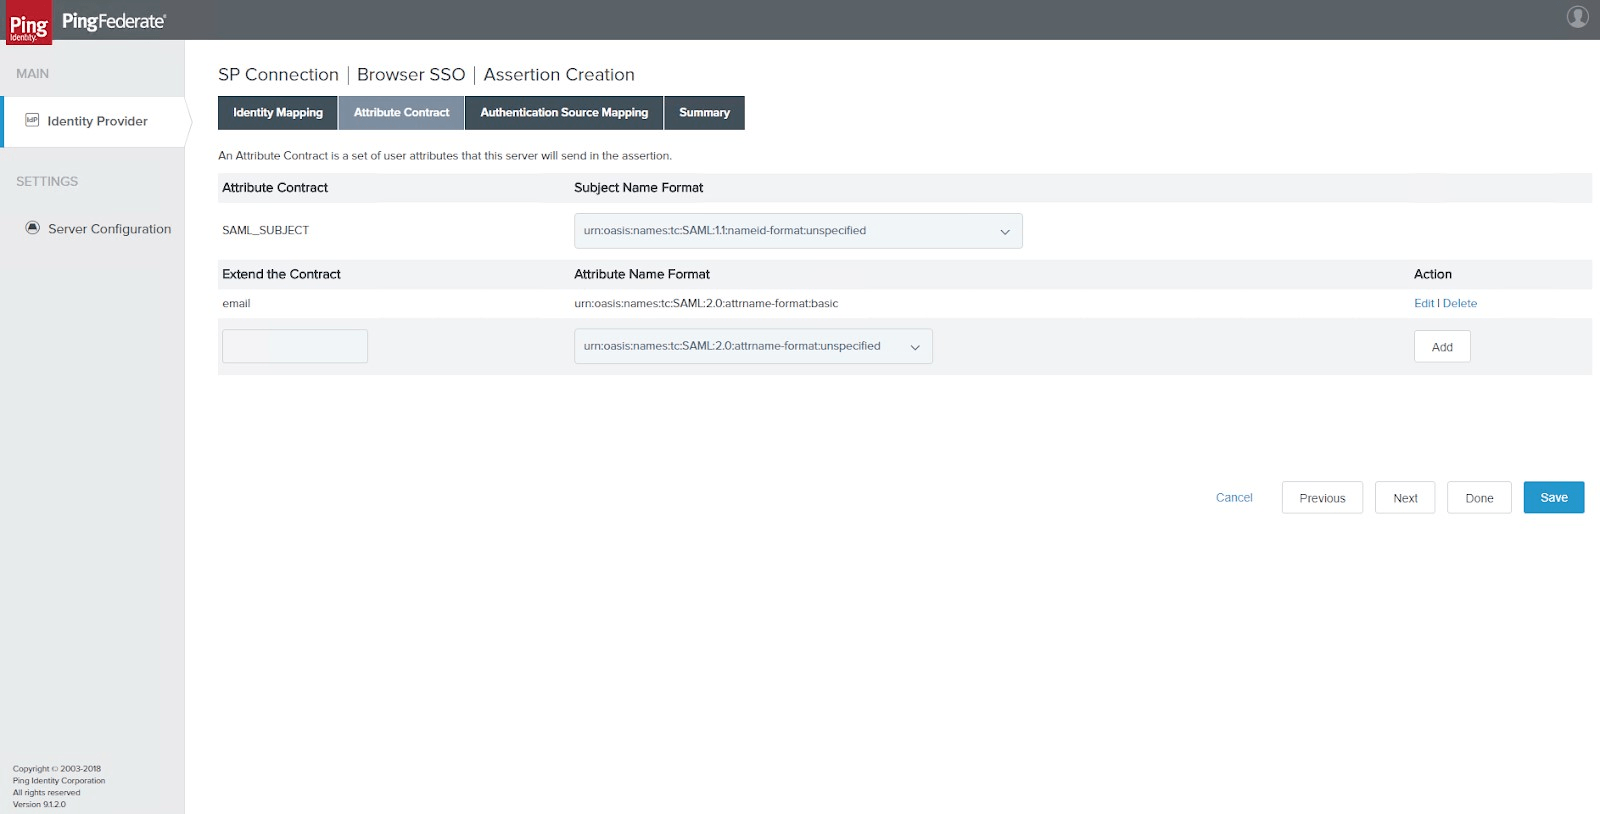 Ping
Identity.
PingFederate®
MAIN
IdP Identity Provider
SETTINGS
Server Configuration
SP Connection | Browser SSO | Assertion Creation
Identity Mapping Attribute Contract Authentication Source Mapping Summary
An Attribute Contract is a set of user attributes that this server will send in the assertion.
Attribute Contract Subject Name Format
SAML_SUBJECT urn:oasis:names:tc:SAML:1.1:nameid-format:unspecified
Extend the Contract Attribute Name Format Action
email urn:oasis:names:tc:SAML:2.0:attrname-format:basic Edit | Delete
urn:oasis:names:tc:SAML:2.0:attrname-format:unspecified Add
Cancel Previous Next Done Save
Copyright © 2003-2018
Ping Identity Corporation
All rights reserved
Version 9.1.2.0